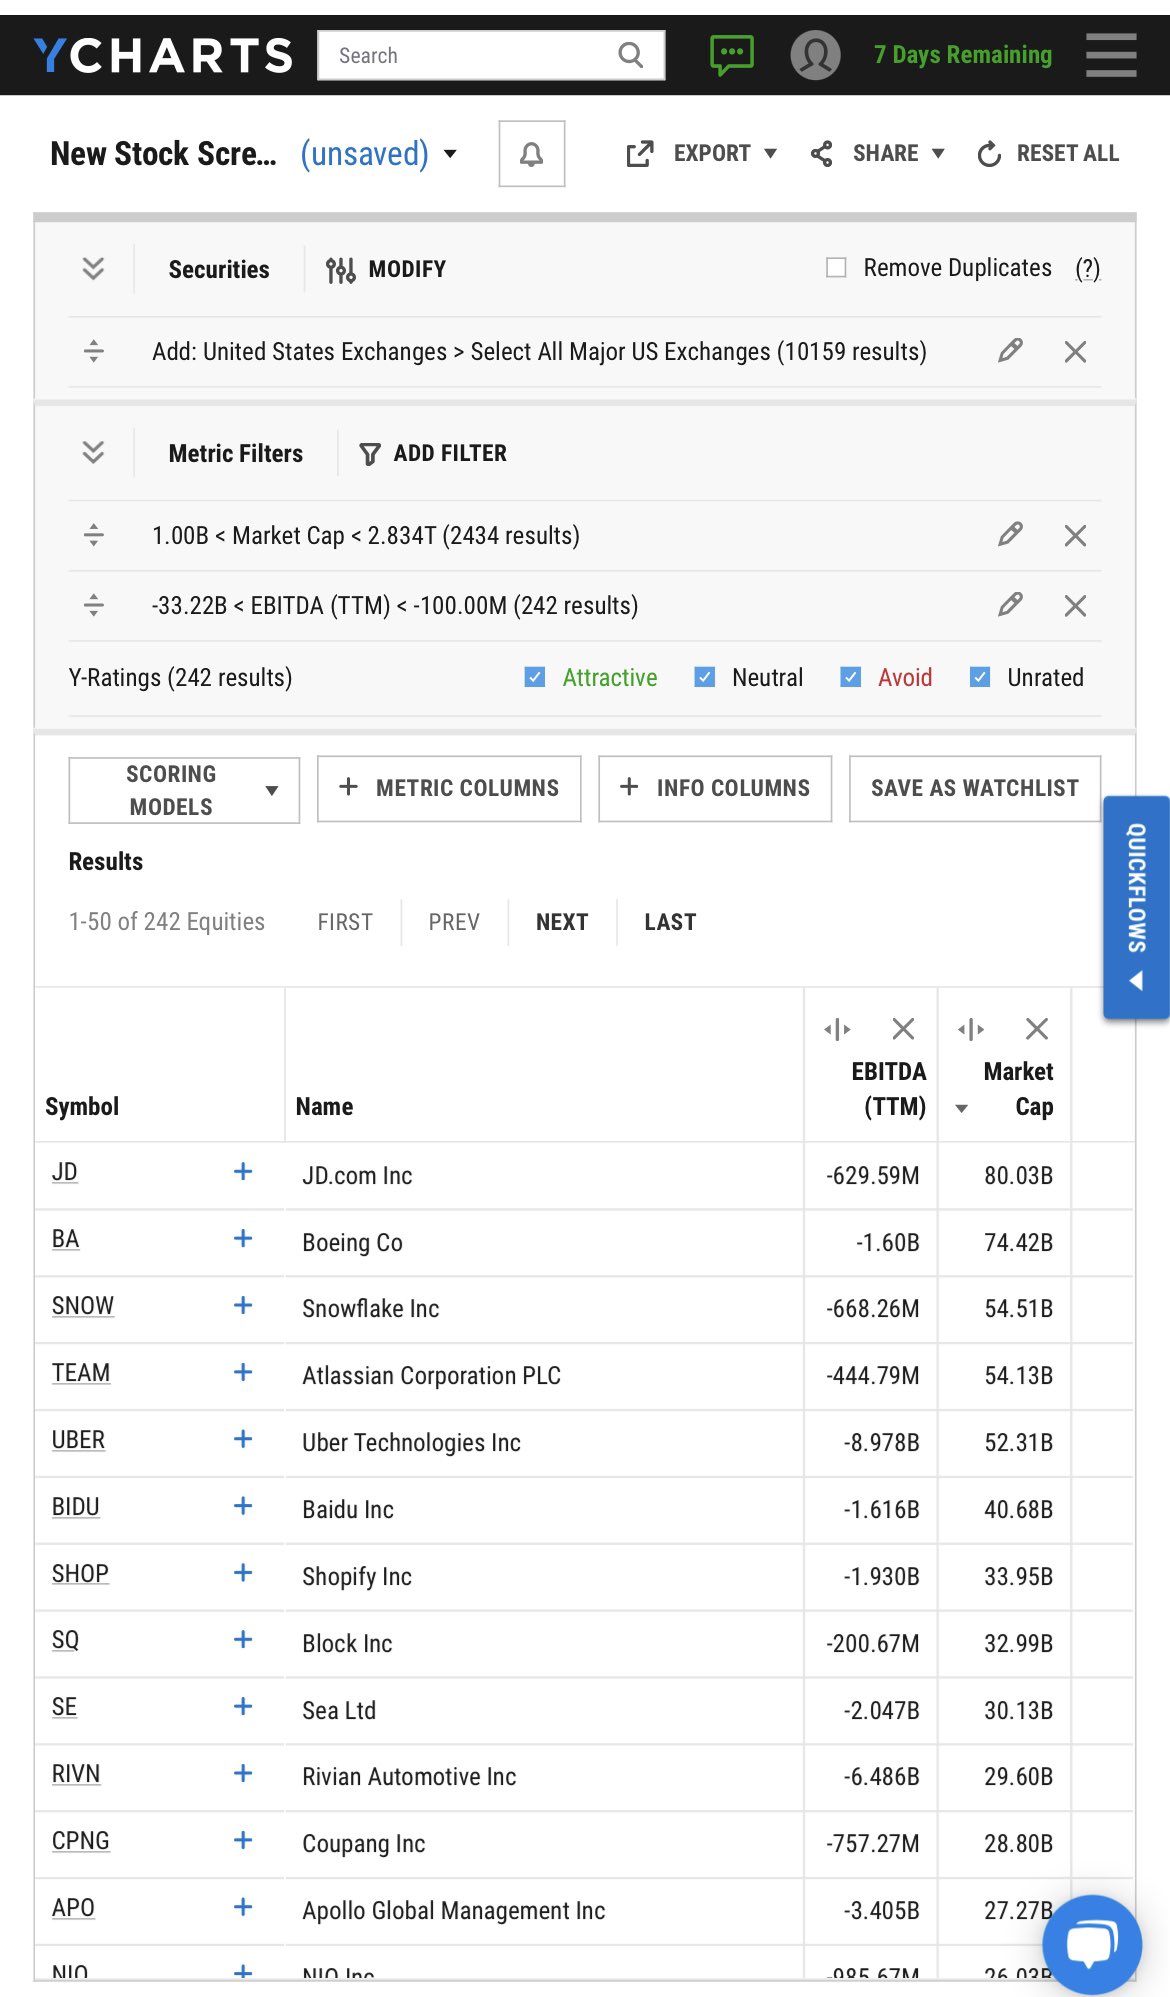 YCHARTS Search 7 Days Remaining
New Stock Scre... (unsaved) EXPORT SHARE RESET ALL
Securities MODIFY Remove Duplicates (?)
Add: United States Exchanges > Select All Major US Exchanges (10159 results)
Metric Filters ADD FILTER
1.00B < Market Cap < 2.834T (2434 results)
-33.22B < EBITDA (TTM) < -100.00M (242 results)
Y-Ratings (242 results) Attractive Neutral Avoid Unrated
SCORING MODELS + METRIC COLUMNS + INFO COLUMNS SAVE AS WATCHLIST
QUICKFLOWS
Results
1-50 of 242 Equities FIRST PREV NEXT LAST
Symbol Name EBITDA (TTM) Market Cap
JD + JD.com Inc -629.59M 80.03B
BA + Boeing Co -1.60B 74.42B
SNOW + Snowflake Inc -668.26M 54.51B
TEAM + Atlassian Corporation PLC -444.79M 54.13B
UBER + Uber Technologies Inc -8.978B 52.31B
BIDU + Baidu Inc -1.616B 40.68B
SHOP + Shopify Inc -1.930B 33.95B
SQ + Block Inc -200.67M 32.99B
SE + Sea Ltd -2.047B 30.13B
RIVN + Rivian Automotive Inc -6.486B 29.60B
CPNG + Coupang Inc -757.27M 28.80B
APO + Apollo Global Management Inc -3.405B 27.27B
NIO + NIO Inc -985.67M 26.03B